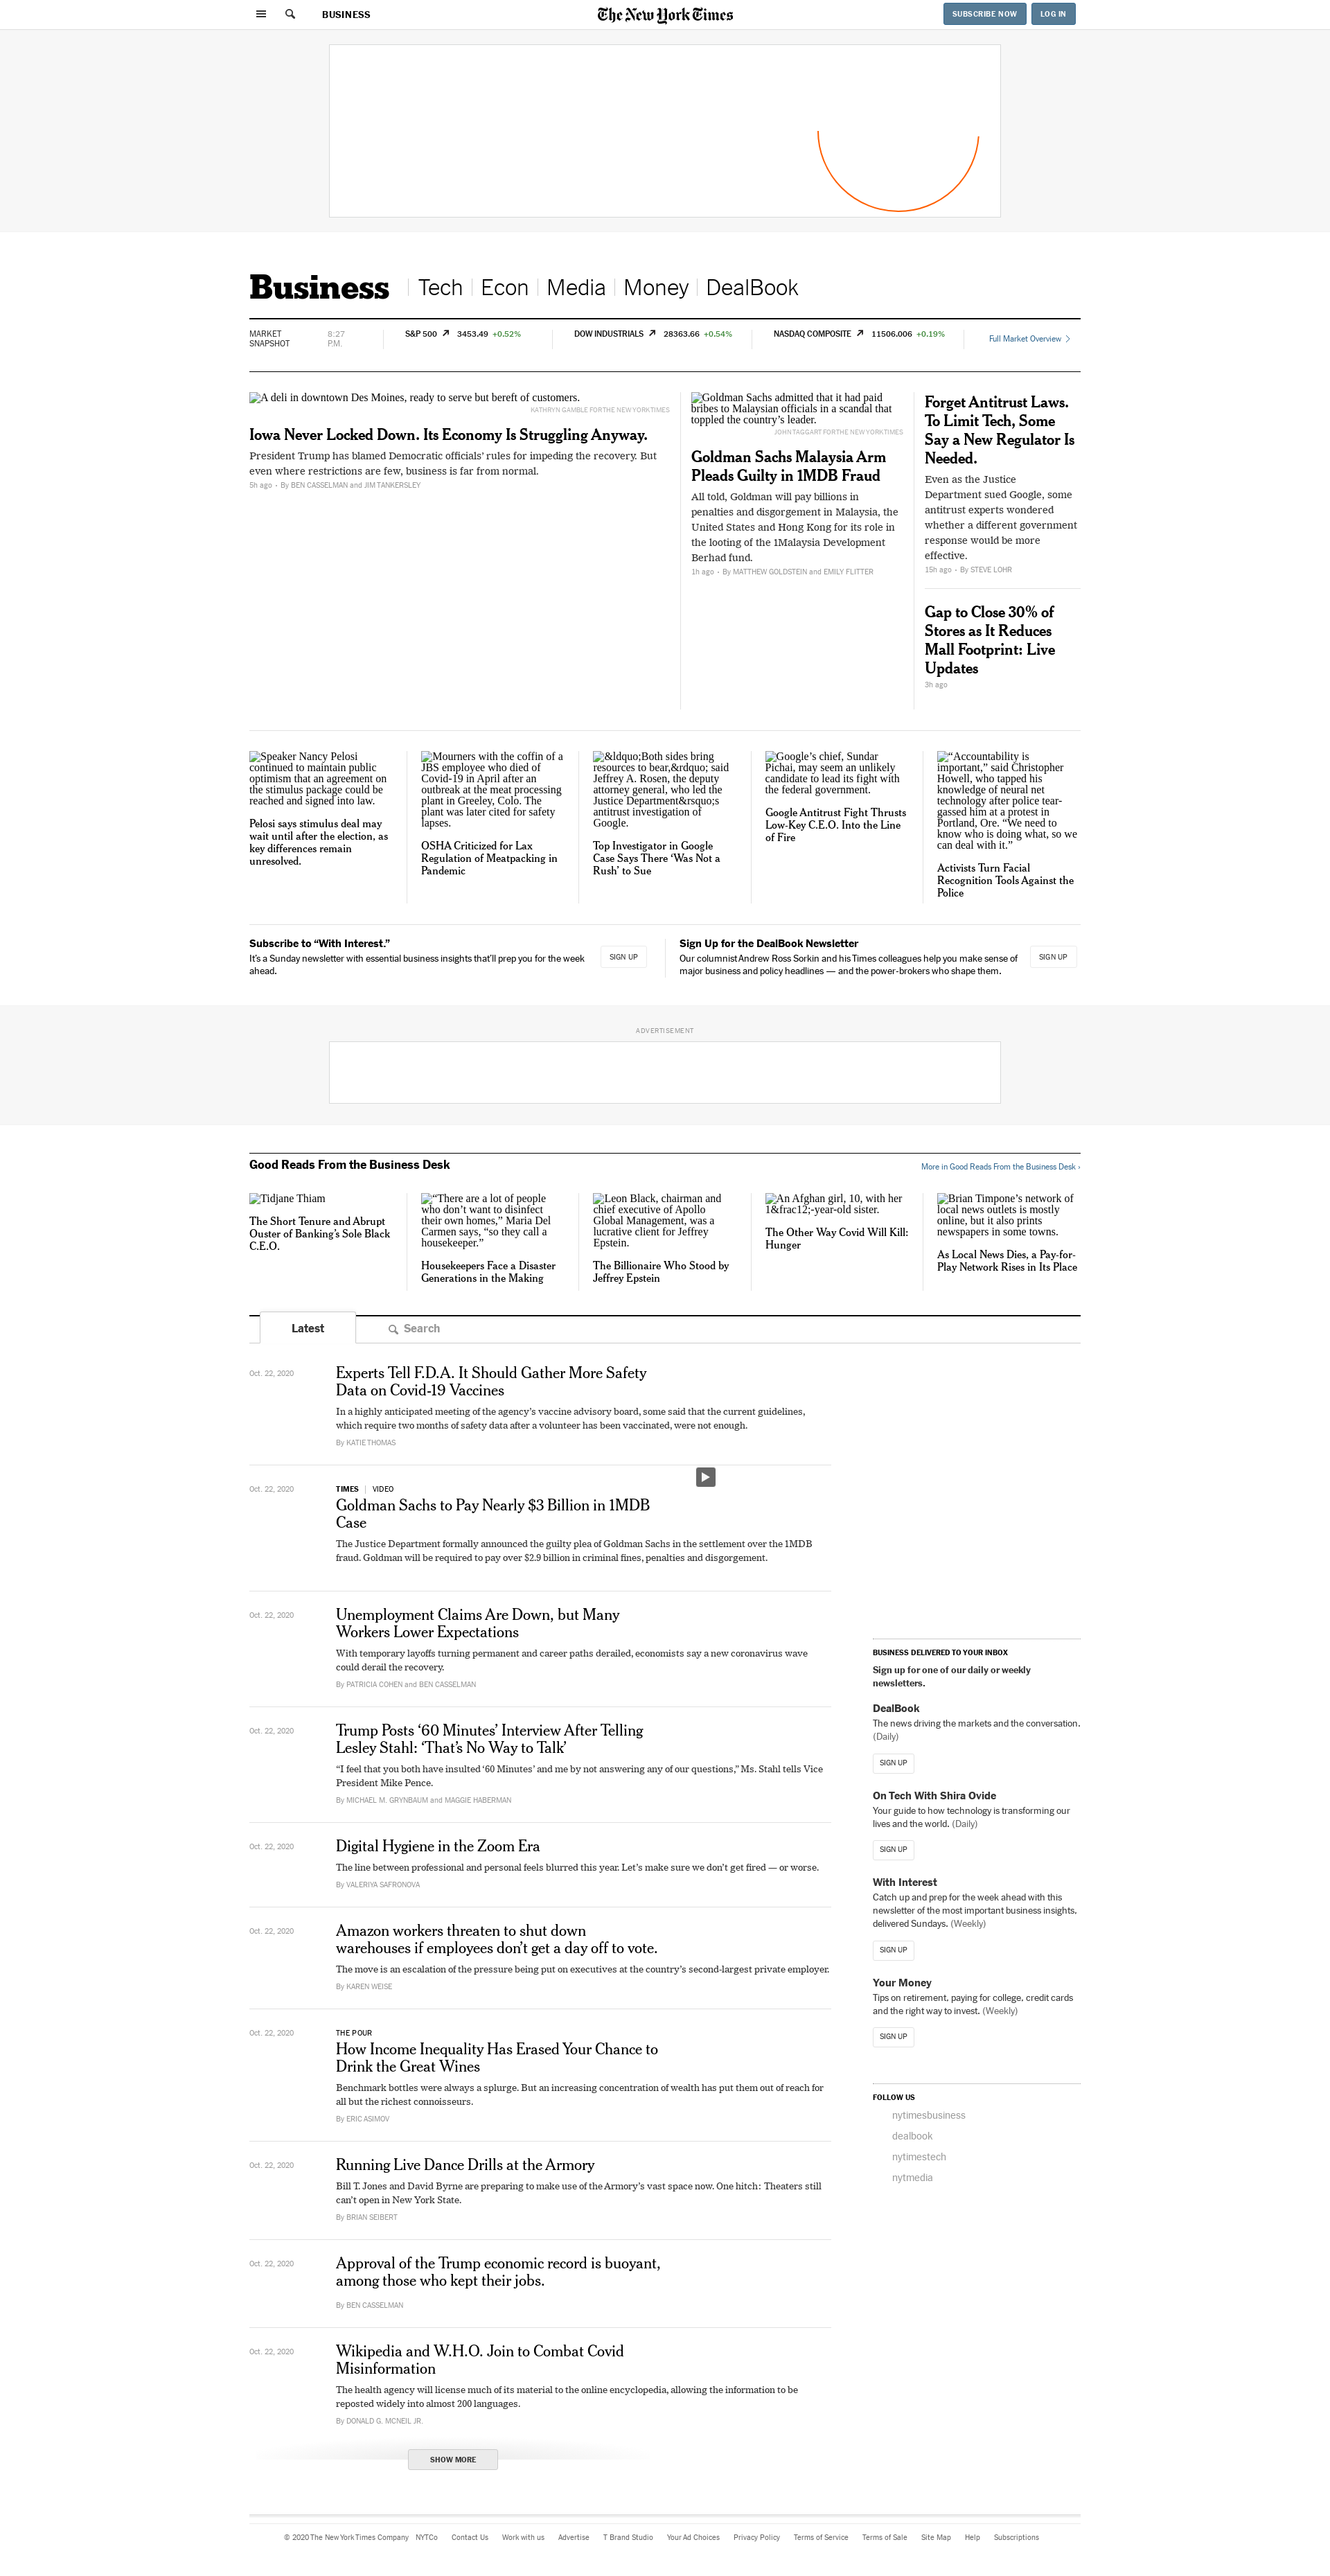 BUSINESS
The New York Times
SUBSCRIBE NOW
LOG IN
Business
Tech
Econ
Media
Money
DealBook
MARKET
SNAPSHOT
8:27
P.M.
S&P 500 3453.49 +0.52%
DOW INDUSTRIALS 28363.66 +0.54%
NASDAQ COMPOSITE 11506.006 +0.19%
Full Market Overview
A deli in downtown Des Moines, ready to serve but bereft of customers.
KATHRYN GAMBLE FOR THE NEW YORK TIMES
Iowa Never Locked Down. Its Economy Is Struggling Anyway.
President Trump has blamed Democratic officials’ rules for impeding the recovery. But
even where restrictions are few, business is far from normal.
5h ago • By BEN CASSELMAN and JIM TANKERSLEY
Goldman Sachs admitted that it had paid
bribes to Malaysian officials in a scandal that
toppled the country’s leader.
JOHN TAGGART FOR THE NEW YORK TIMES
Goldman Sachs Malaysia Arm
Pleads Guilty in 1MDB Fraud
All told, Goldman will pay billions in
penalties and disgorgement in Malaysia, the
United States and Hong Kong for its role in
the looting of the 1Malaysia Development
Berhad fund.
1h ago • By MATTHEW GOLDSTEIN and EMILY FLITTER
Forget Antitrust Laws.
To Limit Tech, Some
Say a New Regulator Is
Needed.
Even as the Justice
Department sued Google, some
antitrust experts wondered
whether a different government
response would be more
effective.
15h ago • By STEVE LOHR
Gap to Close 30% of
Stores as It Reduces
Mall Footprint: Live
Updates
3h ago
Speaker Nancy Pelosi
continued to maintain public
optimism that an agreement on
the stimulus package could be
reached and signed into law.
Pelosi says stimulus deal may
wait until after the election, as
key differences remain
unresolved.
Mourners with the coffin of a
JBS employee who died of
Covid-19 in April after an
outbreak at the meat processing
plant in Greeley, Colo. The
plant was later cited for safety
lapses.
OSHA Criticized for Lax
Regulation of Meatpacking in
Pandemic
&ldquo;Both sides bring
resources to bear,&rdquo; said
Jeffrey A. Rosen, the deputy
attorney general, who led the
Justice Department&rsquo;s
antitrust investigation of
Google.
Top Investigator in Google
Case Says There ‘Was Not a
Rush’ to Sue
Google’s chief, Sundar
Pichai, may seem an unlikely
candidate to lead its fight with
the federal government.
Google Antitrust Fight Thrusts
Low-Key C.E.O. Into the Line
of Fire
“Accountability is
important,” said Christopher
Howell, who tapped his
knowledge of neural net
technology after police tear-
gassed him at a protest in
Portland, Ore. “We need to
know who is doing what, so we
can deal with it.”
Activists Turn Facial
Recognition Tools Against the
Police
Subscribe to “With Interest.”
It’s a Sunday newsletter with essential business insights that’ll prep you for the week
ahead.
SIGN UP
Sign Up for the DealBook Newsletter
Our columnist Andrew Ross Sorkin and his Times colleagues help you make sense of
major business and policy headlines — and the power-brokers who shape them.
SIGN UP
ADVERTISEMENT
Good Reads From the Business Desk
More in Good Reads From the Business Desk ›
Tidjane Thiam
The Short Tenure and Abrupt
Ouster of Banking’s Sole Black
C.E.O.
“There are a lot of people
who don’t want to disinfect
their own homes,” Maria Del
Carmen says, “so they call a
housekeeper.”
Housekeepers Face a Disaster
Generations in the Making
Leon Black, chairman and
chief executive of Apollo
Global Management, was a
lucrative client for Jeffrey
Epstein.
The Billionaire Who Stood by
Jeffrey Epstein
An Afghan girl, 10, with her
1&frac12;-year-old sister.
The Other Way Covid Will Kill:
Hunger
Brian Timpone’s network of
local news outlets is mostly
online, but it also prints
newspapers in some towns.
As Local News Dies, a Pay-for-
Play Network Rises in Its Place
Latest
Search
Oct. 22, 2020
Experts Tell F.D.A. It Should Gather More Safety
Data on Covid-19 Vaccines
In a highly anticipated meeting of the agency’s vaccine advisory board, some said that the current guidelines,
which require two months of safety data after a volunteer has been vaccinated, were not enough.
By KATIE THOMAS
Oct. 22, 2020
TIMES VIDEO
Goldman Sachs to Pay Nearly $3 Billion in 1MDB
Case
The Justice Department formally announced the guilty plea of Goldman Sachs in the settlement over the 1MDB
fraud. Goldman will be required to pay over $2.9 billion in criminal fines, penalties and disgorgement.
Oct. 22, 2020
Unemployment Claims Are Down, but Many
Workers Lower Expectations
With temporary layoffs turning permanent and career paths derailed, economists say a new coronavirus wave
could derail the recovery.
By PATRICIA COHEN and BEN CASSELMAN
Oct. 22, 2020
Trump Posts ‘60 Minutes’ Interview After Telling
Lesley Stahl: ‘That’s No Way to Talk’
“I feel that you both have insulted ‘60 Minutes’ and me by not answering any of our questions,” Ms. Stahl tells Vice
President Mike Pence.
By MICHAEL M. GRYNBAUM and MAGGIE HABERMAN
Oct. 22, 2020
Digital Hygiene in the Zoom Era
The line between professional and personal feels blurred this year. Let’s make sure we don’t get fired — or worse.
By VALERIYA SAFRONOVA
Oct. 22, 2020
Amazon workers threaten to shut down
warehouses if employees don’t get a day off to vote.
The move is an escalation of the pressure being put on executives at the country’s second-largest private employer.
By KAREN WEISE
Oct. 22, 2020
THE POUR
How Income Inequality Has Erased Your Chance to
Drink the Great Wines
Benchmark bottles were always a splurge. But an increasing concentration of wealth has put them out of reach for
all but the richest connoisseurs.
By ERIC ASIMOV
Oct. 22, 2020
Running Live Dance Drills at the Armory
Bill T. Jones and David Byrne are preparing to make use of the Armory’s vast space now. One hitch: Theaters still
can’t open in New York State.
By BRIAN SEIBERT
Oct. 22, 2020
Approval of the Trump economic record is buoyant,
among those who kept their jobs.
By BEN CASSELMAN
Oct. 22, 2020
Wikipedia and W.H.O. Join to Combat Covid
Misinformation
The health agency will license much of its material to the online encyclopedia, allowing the information to be
reposted widely into almost 200 languages.
By DONALD G. MCNEIL JR.
SHOW MORE
BUSINESS DELIVERED TO YOUR INBOX
Sign up for one of our daily or weekly
newsletters.
DealBook
The news driving the markets and the conversation.
(Daily)
SIGN UP
On Tech With Shira Ovide
Your guide to how technology is transforming our
lives and the world. (Daily)
SIGN UP
With Interest
Catch up and prep for the week ahead with this
newsletter of the most important business insights,
delivered Sundays. (Weekly)
SIGN UP
Your Money
Tips on retirement, paying for college, credit cards
and the right way to invest. (Weekly)
SIGN UP
FOLLOW US
nytimesbusiness
dealbook
nytimestech
nytmedia
© 2020 The New York Times Company NYTCo Contact Us Work with us Advertise T Brand Studio Your Ad Choices Privacy Policy Terms of Service Terms of Sale Site Map Help Subscriptions